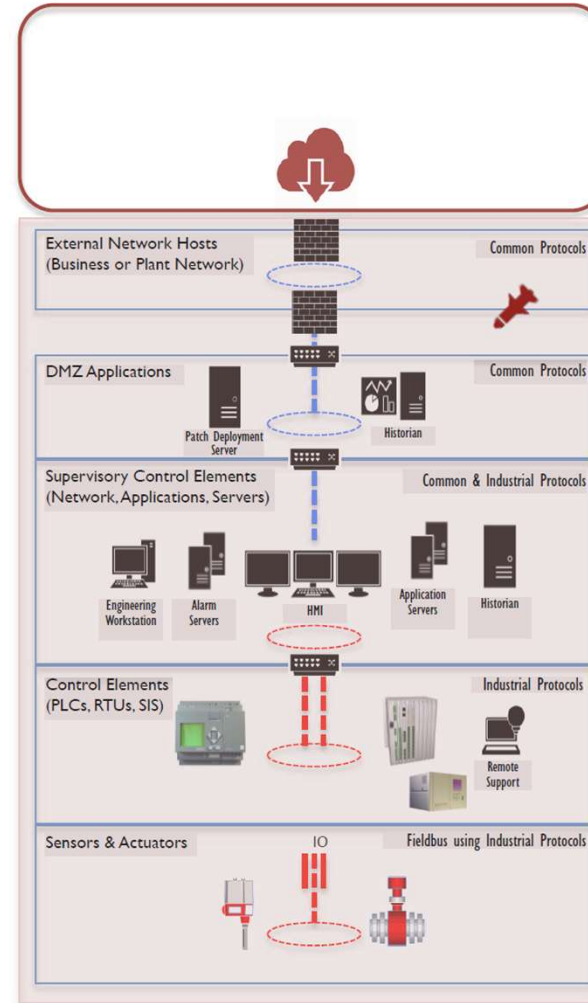 External Network Hosts
(Business or Plant Network)
Common Protocols
DMZ Applications
Common Protocols
Patch Deployment
Server
Historian
Supervisory Control Elements
(Network, Applications, Servers)
Common & Industrial Protocols
Engineering
Workstation
Alarm
Servers
HMI
Application
Servers
Historian
Control Elements
(PLCs, RTUs, SIS)
Industrial Protocols
Remote
Support
Sensors & Actuators
IO
Fieldbus using Industrial Protocols